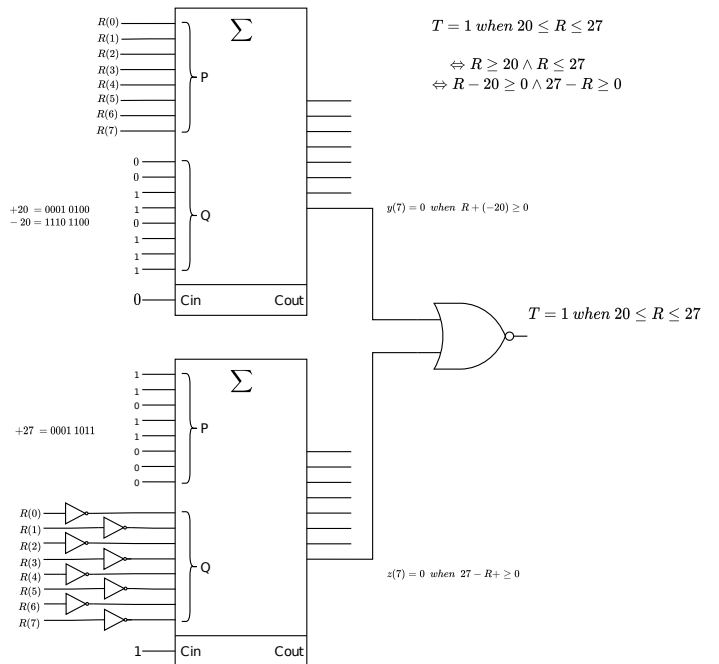 R(0)
R(1)
R(2)
R(3)
R(4)
R(5)
R(6)
R(7)
P
∑
T = 1 when 20 ≤ R ≤ 27
⇔ R ≥ 20 ∧ R ≤ 27
⇔ R − 20 ≥ 0 ∧ 27 − R ≥ 0
0
0
1
1
0
1
1
1
Q
+20 = 0001 0100
− 20 = 1110 1100
y(7) = 0 when R + (−20) ≥ 0
0
Cin
Cout
T = 1 when 20 ≤ R ≤ 27
∑
1
1
0
1
1
0
0
0
P
+27 = 0001 1011
R(0)
R(1)
R(2)
R(3)
R(4)
R(5)
R(6)
R(7)
Q
z(7) = 0 when 27 − R+ ≥ 0
1
Cin
Cout